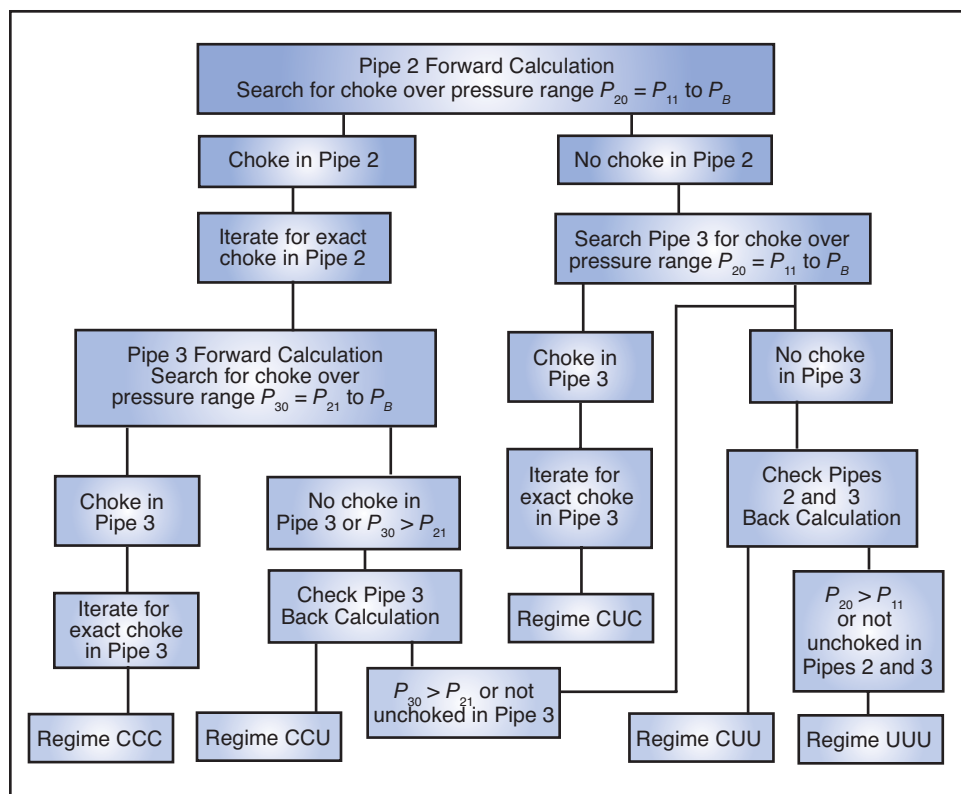 Pipe 2 Forward Calculation
Search for choke over pressure range P20 = P11 to PB
Choke in Pipe 2
No choke in Pipe 2
Iterate for exact
choke in Pipe 2
Search Pipe 3 for choke over
pressure range P20 = P11 to PB
Pipe 3 Forward Calculation
Search for choke over
pressure range P30 = P21 to PB
Choke in
Pipe 3
No choke
in Pipe 3
Choke in
Pipe 3
No choke in
Pipe 3 or P30 > P21
Iterate for
exact choke
in Pipe 3
Check Pipes
2 and 3
Back Calculation
Iterate for
exact choke
in Pipe 3
Check Pipe 3
Back Calculation
Regime CUC
P20 > P11
or not
unchoked in
Pipes 2 and 3
P30 > P21 or not
unchoked in Pipe 3
Regime CCC
Regime CCU
Regime CUU
Regime UUU